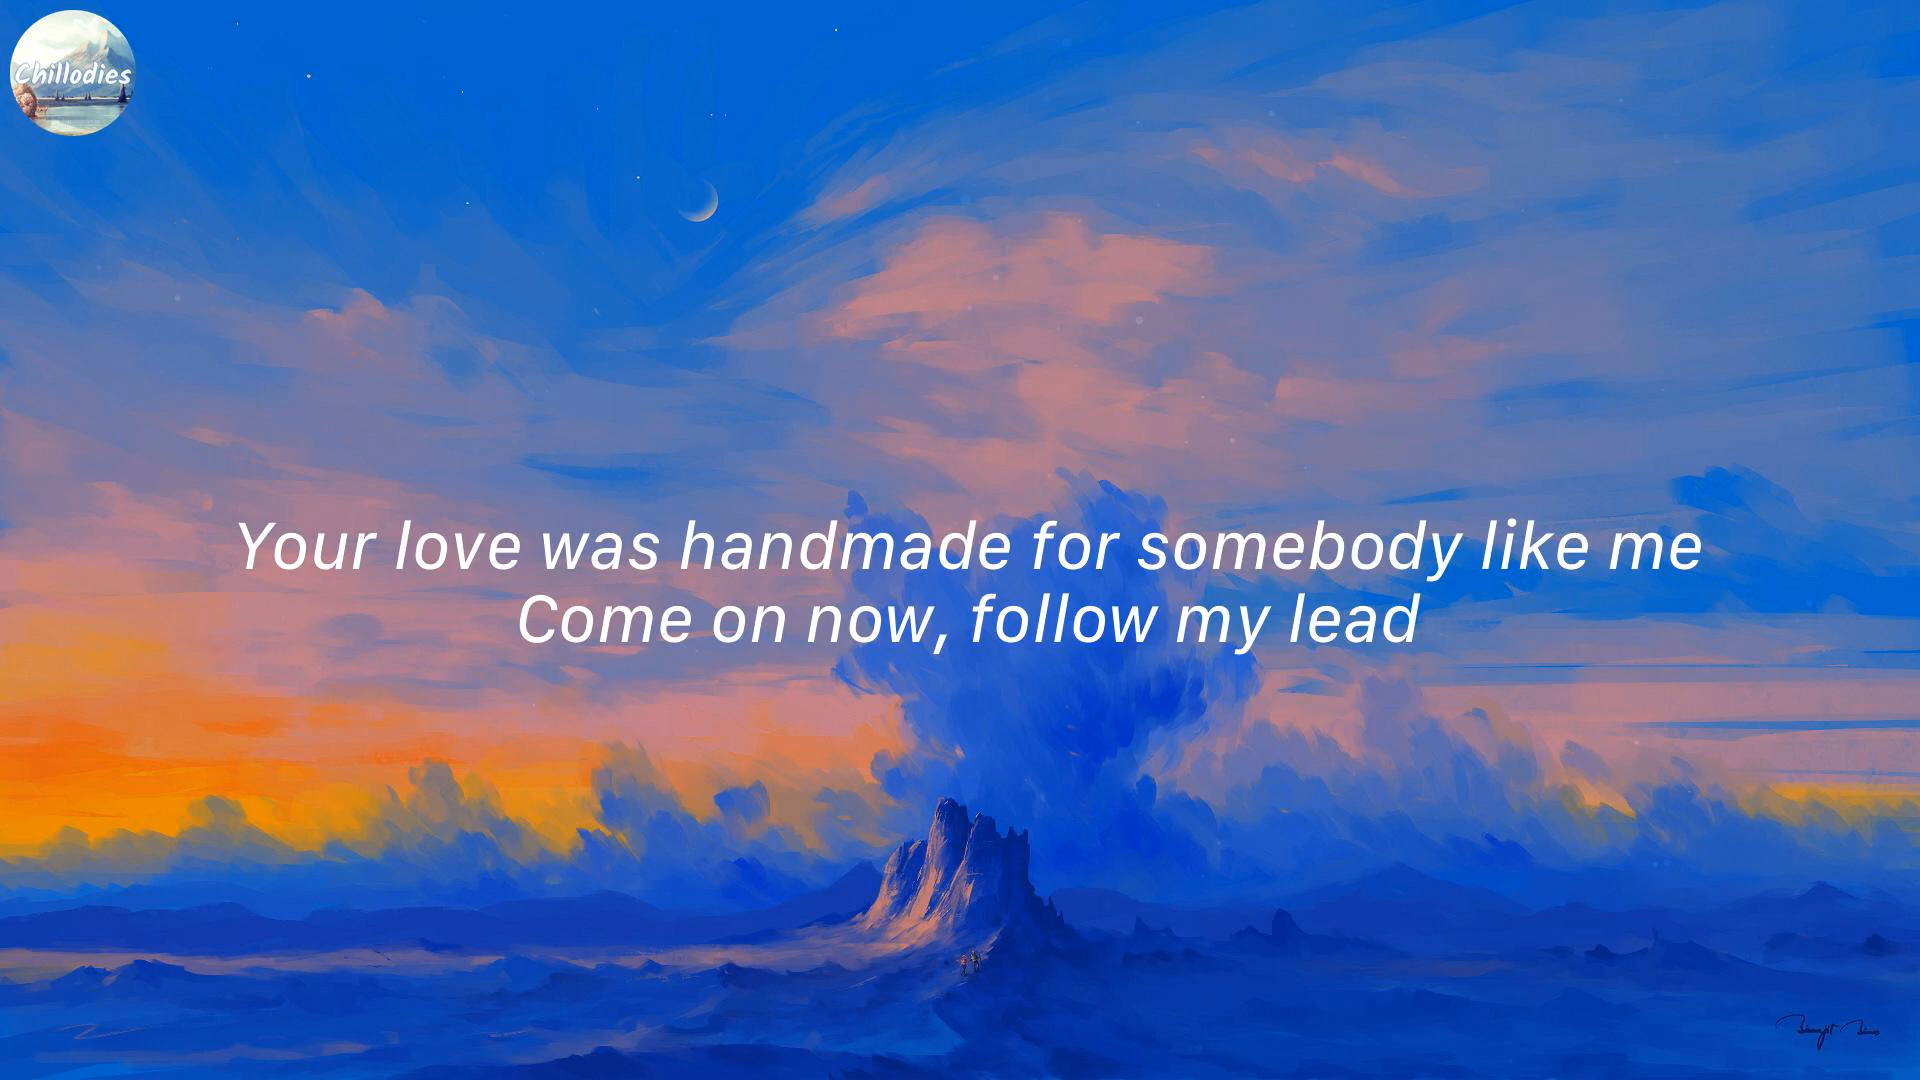 Chillodies
Your love was handmade for somebody like me
Come on now, follow my lead